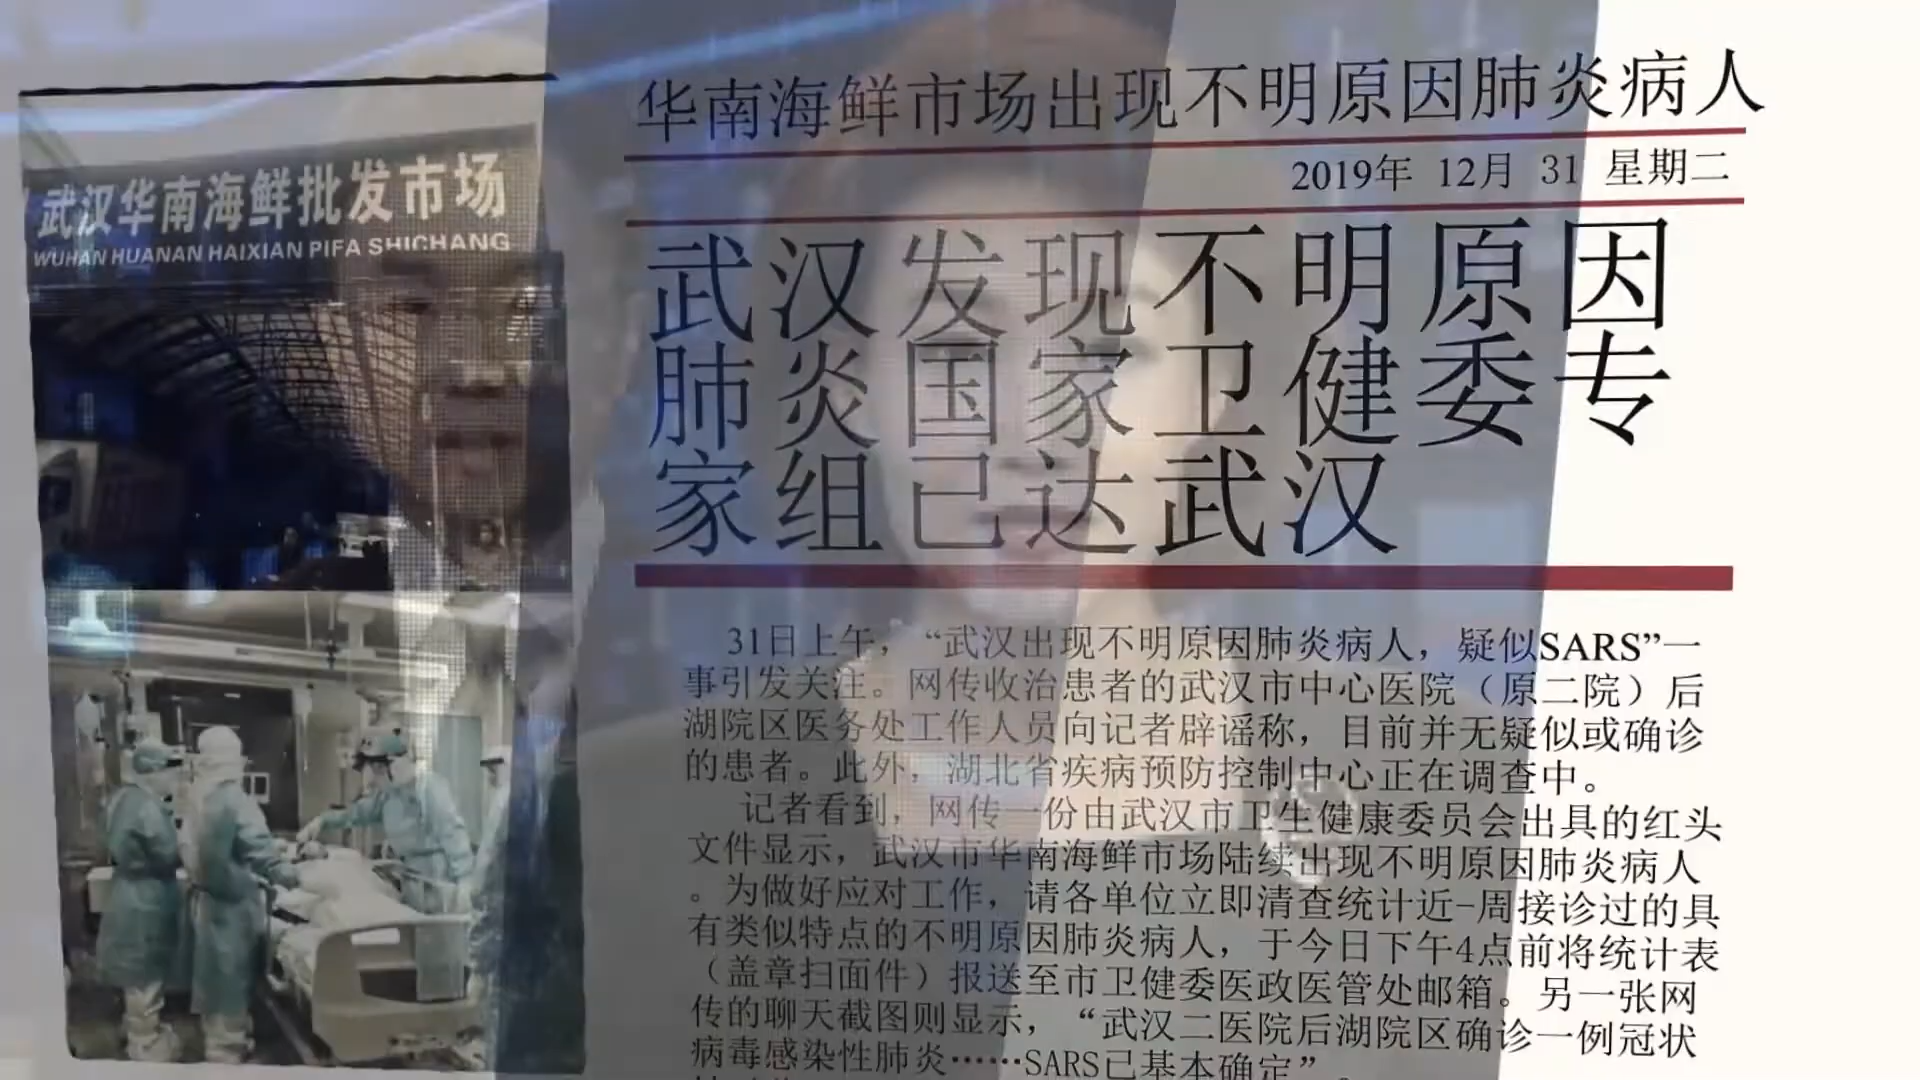 武汉华南海鲜批发市场
WUHAN HUANAN HAIXIAN PIFA SHICHANG
华南海鲜市场出现不明原因肺炎病人
2019年 12月 31 星期二
武汉发现不明原因
肺炎国家卫健委专
家组已达武汉
31日上午，“武汉出现不明原因肺炎病人，疑似SARS”一
事引发关注。网传收治患者的武汉市中心医院（原二院）后
湖院区医务处工作人员向记者辟谣称，目前并无疑似或确诊
的患者。此外，湖北省疾病预防控制中心正在调查中。
记者看到，网传一份由武汉市卫生健康委员会出具的红头
文件显示，武汉市华南海鲜市场陆续出现不明原因肺炎病人
。为做好应对工作，请各单位立即清查统计近-周接诊过的具
有类似特点的不明原因肺炎病人，于今日下午4点前将统计表
（盖章扫面件）报送至市卫健委医政医管处邮箱。另一张网
传的聊天截图则显示，“武汉二医院后湖院区确诊一例冠状
病毒感染性肺炎……SARS已基本确定”。